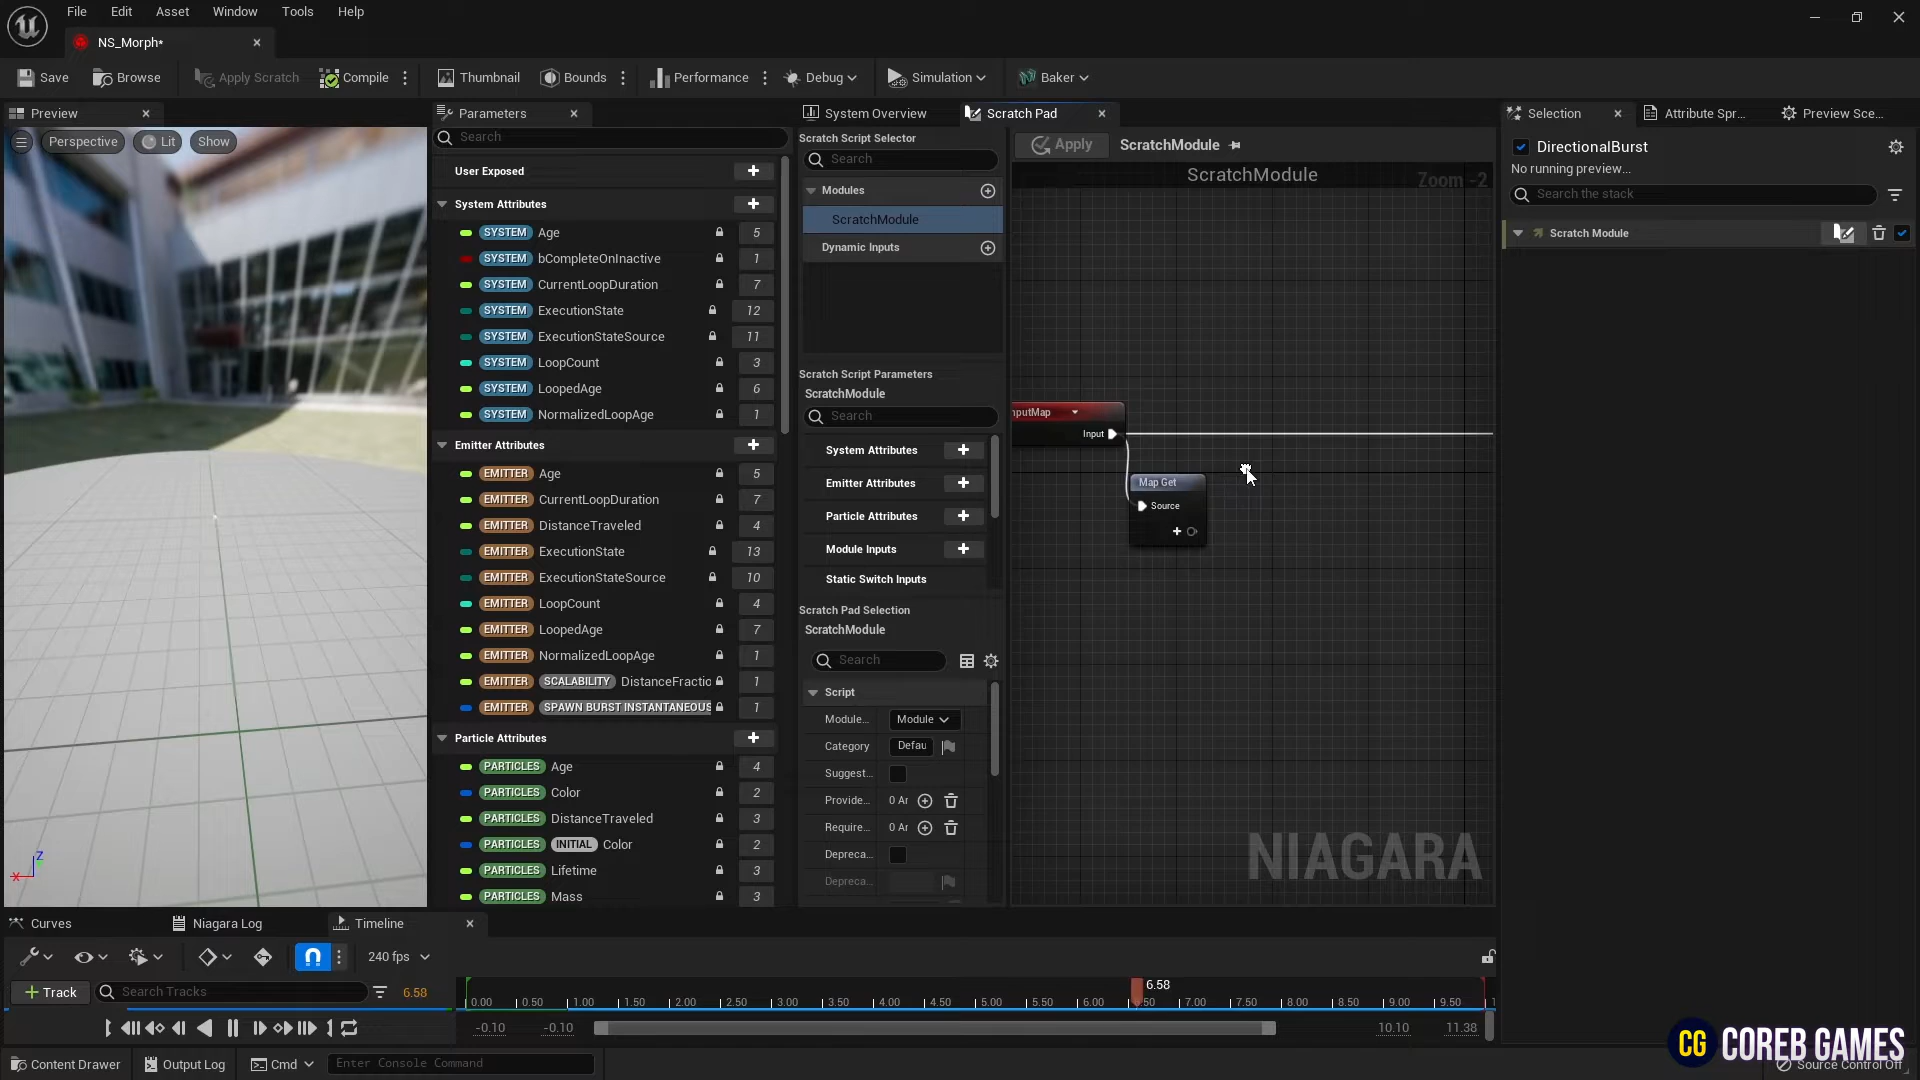 File Edit Asset Window Tools Help
NS_Morph*
Save Browse Apply Scratch Compile Thumbnail Bounds Performance Debug Simulation Baker
Preview
Perspective Lit Show
Z
X
Parameters
Search
User Exposed
System Attributes
SYSTEM Age 5
SYSTEM bCompleteOnInactive 1
SYSTEM CurrentLoopDuration 7
SYSTEM ExecutionState 12
SYSTEM ExecutionStateSource 11
SYSTEM LoopCount 3
SYSTEM LoopedAge 6
SYSTEM NormalizedLoopAge 1
Emitter Attributes
EMITTER Age 5
EMITTER CurrentLoopDuration 7
EMITTER DistanceTraveled 4
EMITTER ExecutionState 13
EMITTER ExecutionStateSource 10
EMITTER LoopCount 4
EMITTER LoopedAge 7
EMITTER NormalizedLoopAge 1
EMITTER SCALABILITY DistanceFractio 1
EMITTER SPAWN BURST INSTANTANEOUS 1
Particle Attributes
PARTICLES Age 4
PARTICLES Color 2
PARTICLES DistanceTraveled 3
PARTICLES INITIAL Color 2
PARTICLES Lifetime 3
PARTICLES Mass 3
System Overview Scratch Pad
Scratch Script Selector
Search
Modules
ScratchModule
Dynamic Inputs
Scratch Script Parameters
ScratchModule
Search
System Attributes
Emitter Attributes
Particle Attributes
Module Inputs
Static Switch Inputs
Scratch Pad Selection
ScratchModule
Search
Script
Module... Module
Category Defau
Suggest...
Provide... 0 Ar
Require... 0 Ar
Depreca...
Depreca...
Apply ScratchModule
ScratchModule
Zoom -2
nputMap
Input
Map Get
Source
NIAGARA
Selection Attribute Spr... Preview Sce...
DirectionalBurst
No running preview...
Search the stack
Scratch Module
Curves Niagara Log Timeline
240 fps
Track Search Tracks 6.58
6.58
0.00 0.50 1.00 1.50 2.00 2.50 3.00 3.50 4.00 4.50 5.00 5.50 6.00 6.50 7.00 7.50 8.00 8.50 9.00 9.50 1
-0.10 -0.10 10.10 11.38
Content Drawer Output Log Cmd Enter Console Command
CG COREB GAMES
Source Control Off